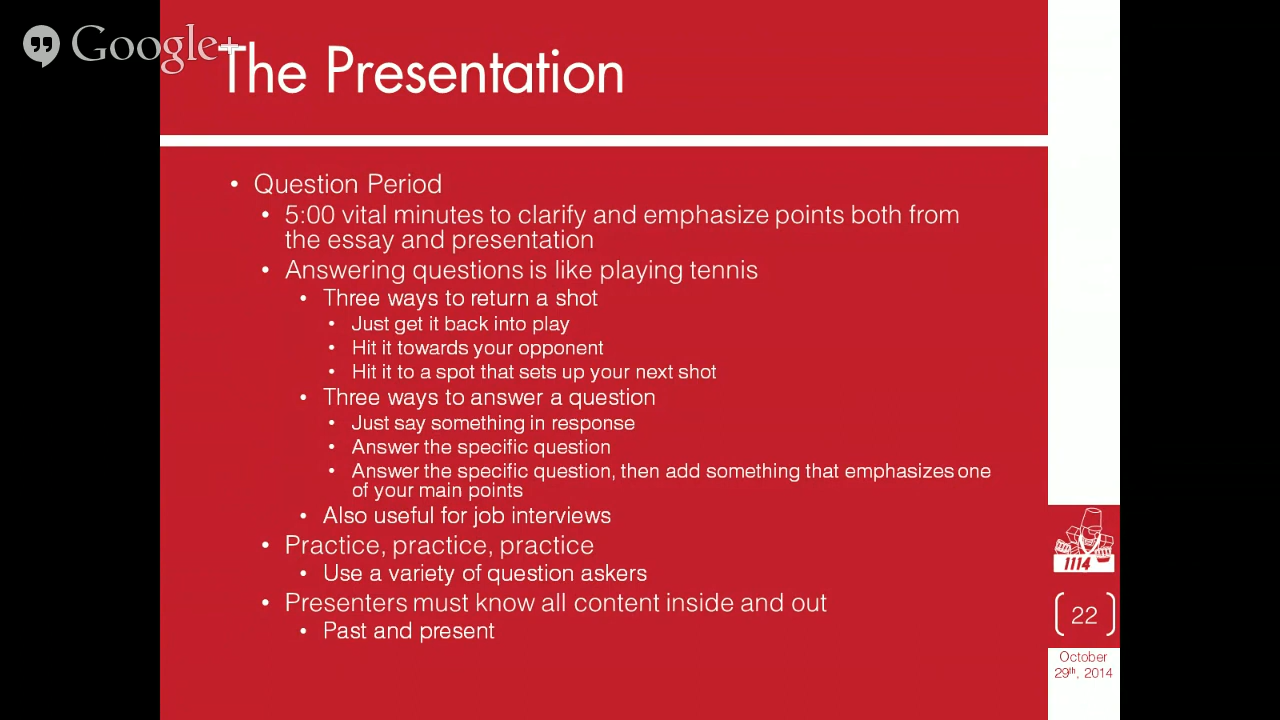 Google+
The Presentation
• Question Period
• 5:00 vital minutes to clarify and emphasize points both from
the essay and presentation
• Answering questions is like playing tennis
• Three ways to return a shot
• Just get it back into play
• Hit it towards your opponent
• Hit it to a spot that sets up your next shot
• Three ways to answer a question
• Just say something in response
• Answer the specific question
• Answer the specific question, then add something that emphasizes one
of your main points
• Also useful for job interviews
• Practice, practice, practice
• Use a variety of question askers
• Presenters must know all content inside and out
• Past and present
1114
22
October
29th, 2014